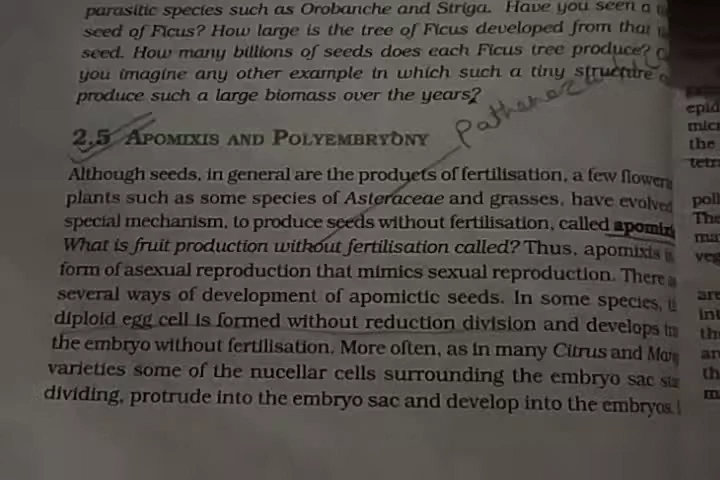 parasitic species such as Orobanche and Striga. Have you seen a
seed of Ficus? How large is the tree of Ficus developed from that
seed. How many billions of seeds does each Ficus tree produce?
you imagine any other example in which such a tiny structure
produce such a large biomass over the years?
2.5 APOMIXIS AND POLYEMBRYONY
Although seeds, in general are the products of fertilisation, a few
plants such as some species of Asteraceae and grasses, have evolved
special mechanism, to produce seeds without fertilisation, called
What is fruit production without fertilisation called? Thus, apomixis is
form of asexual reproduction that mimics sexual reproduction. There
several ways of development of apomictic seeds. In some species,
diploid egg cell is formed without reduction division and develops
the embryo without fertilisation. More often, as in many Citrus and
varieties some of the nucellar cells surrounding the embryo sac
dividing, protrude into the embryo sac and develop into the embryos.
epid
the
poll
The
veg
th
an
th